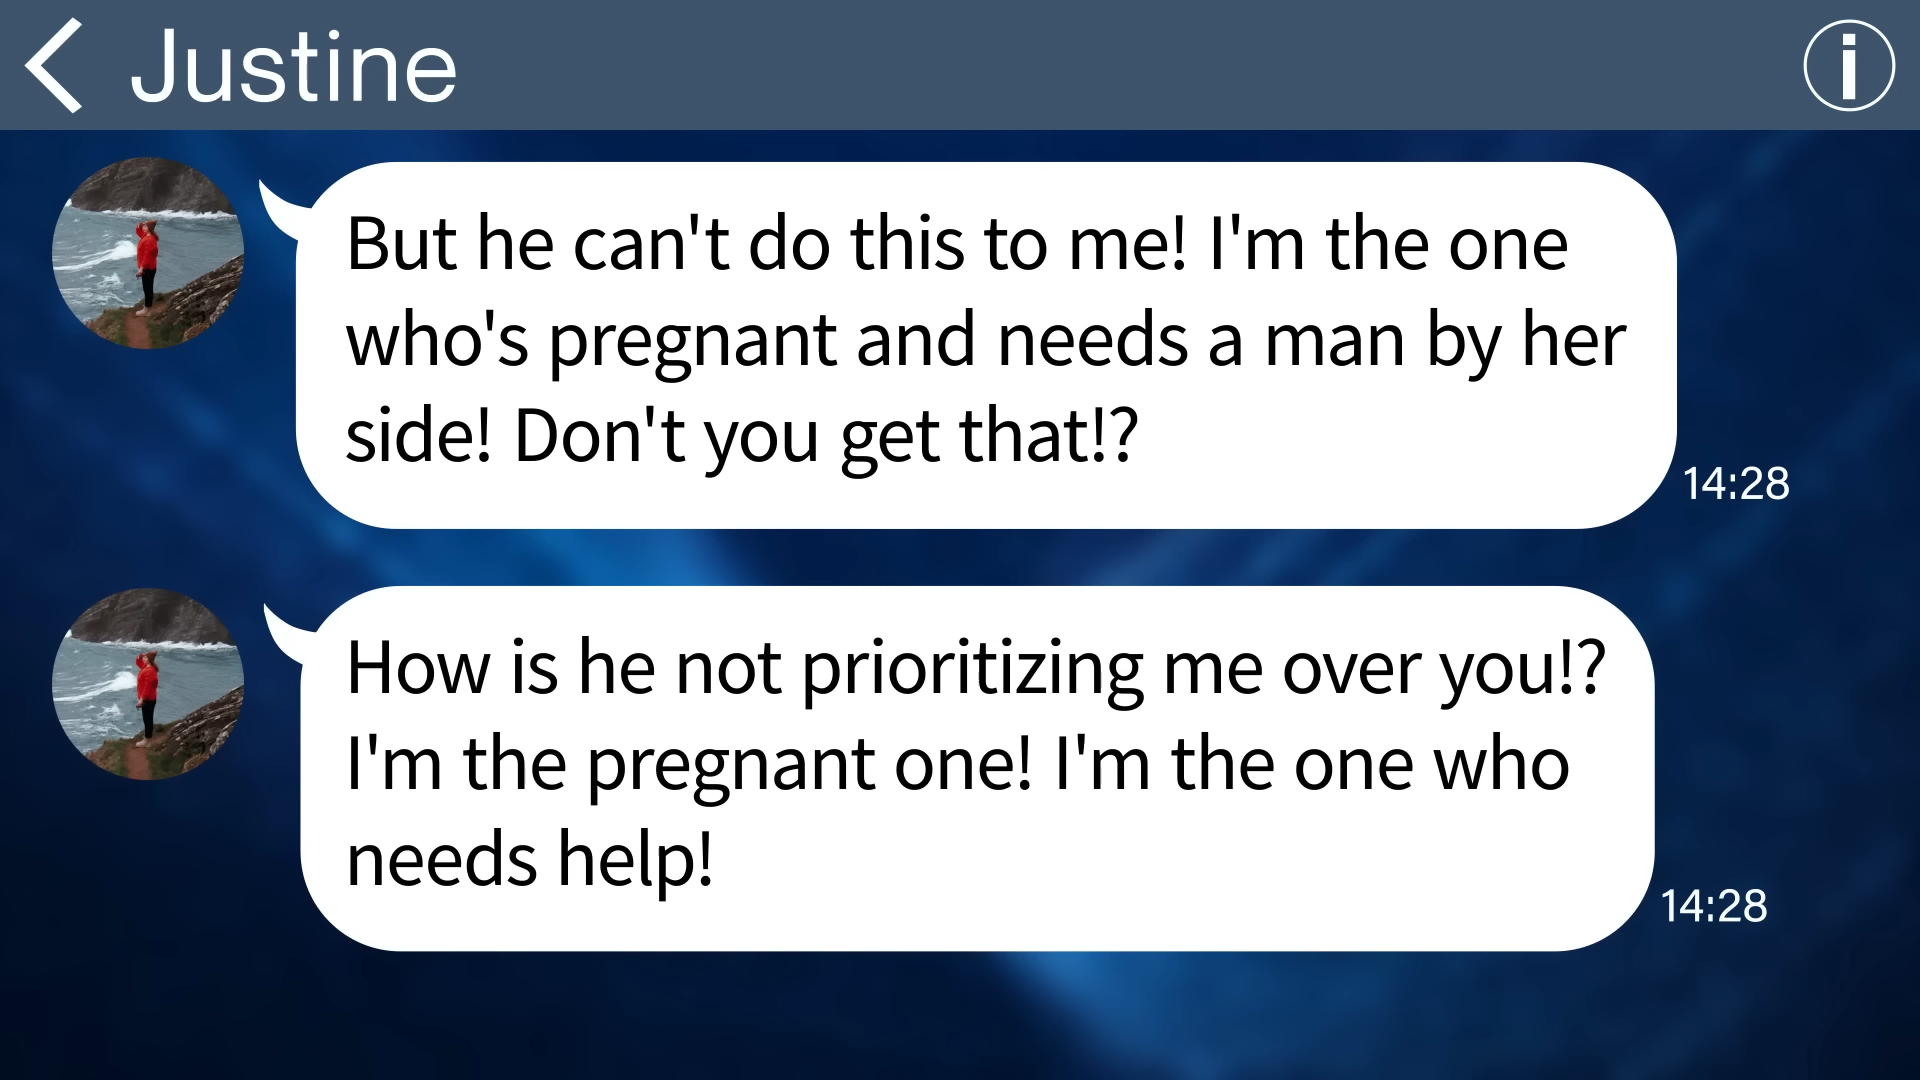 Justine
But he can't do this to me! I'm the one
who's pregnant and needs a man by her
side! Don't you get that!?
14:28
How is he not prioritizing me over you!?
I'm the pregnant one! I'm the one who
needs help!
14:28